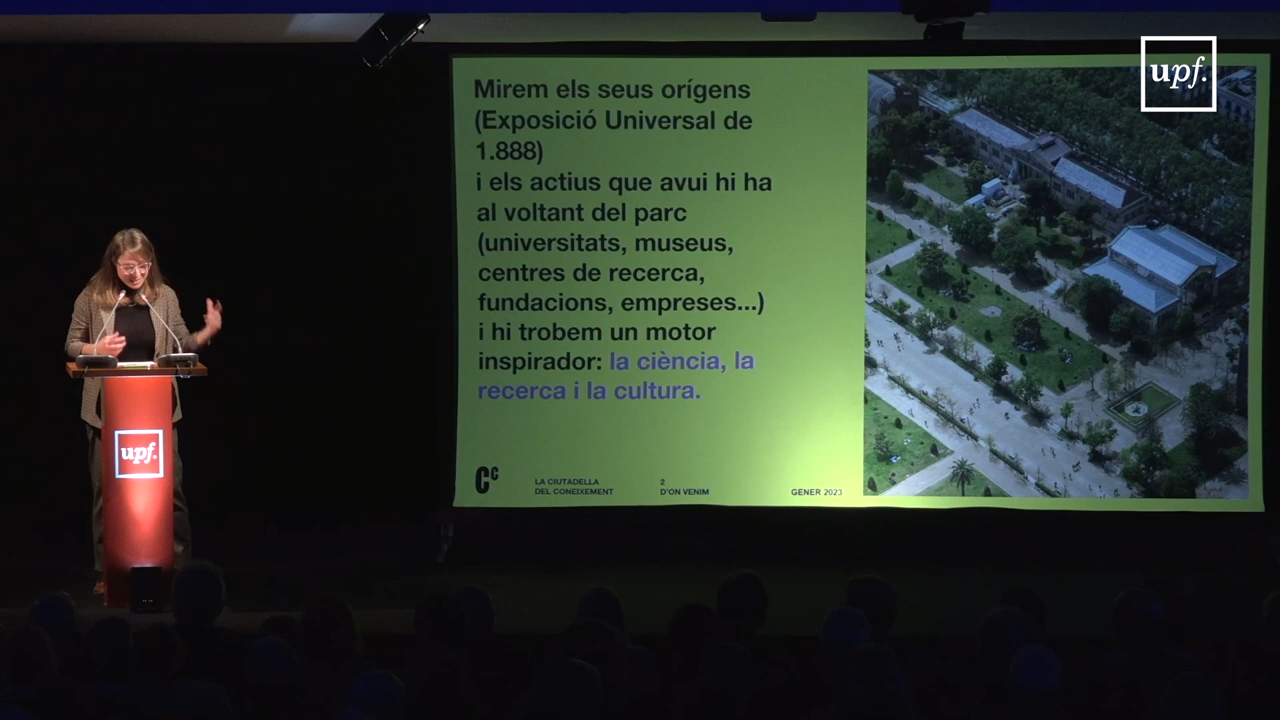 upf.
Mirem els seus orígens
(Exposició Universal de
1.888)
i els actius que avui hi ha
al voltant del parc
(universitats, museus,
centres de recerca,
fundacions, empreses...)
i hi trobem un motor
inspirador: la ciència, la
recerca i la cultura.
Cc
LA CIUTADELLA
DEL CONEIXEMENT
2
D'ON VENIM
GENER 2023
upf.